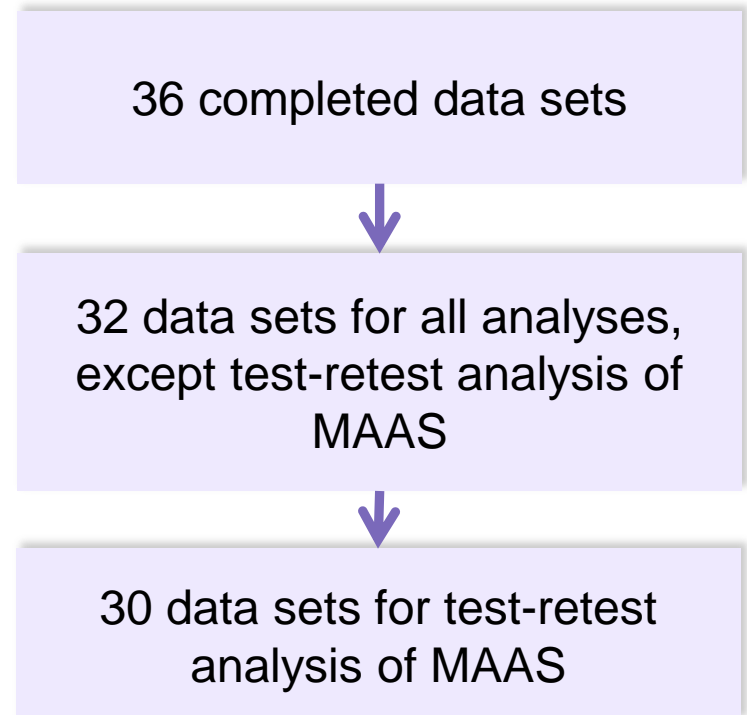 36 completed data sets
32 data sets for all analyses,
except test-retest analysis of
MAAS
30 data sets for test-retest
analysis of MAAS